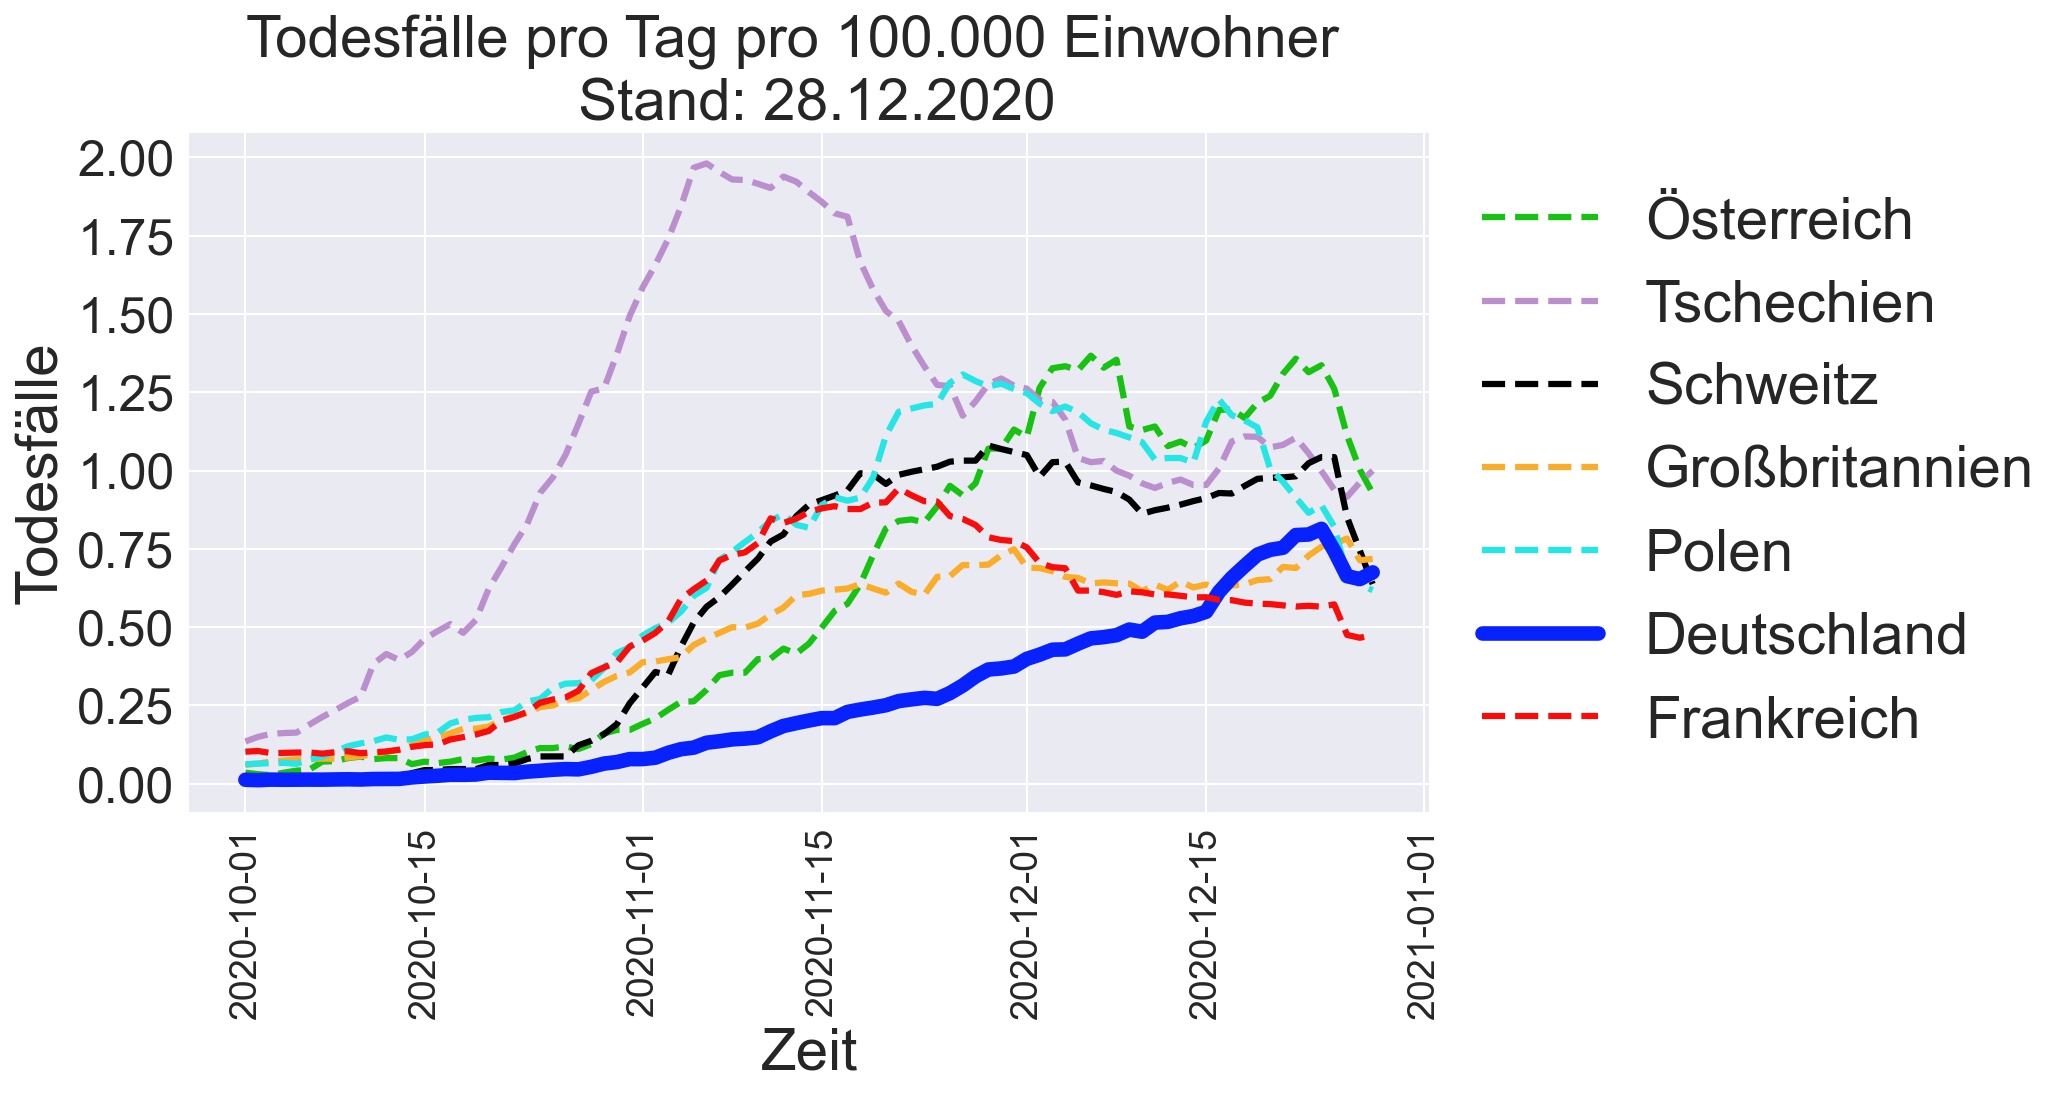 Todesfälle pro Tag pro 100.000 Einwohner
Stand: 28.12.2020
Todesfälle
2.00
1.75
1.50
1.25
1.00
0.75
0.50
0.25
0.00
2020-10-01
2020-10-15
2020-11-01
2020-11-15
2020-12-01
2020-12-15
2021-01-01
Zeit
Österreich
Tschechien
Schweitz
Großbritannien
Polen
Deutschland
Frankreich